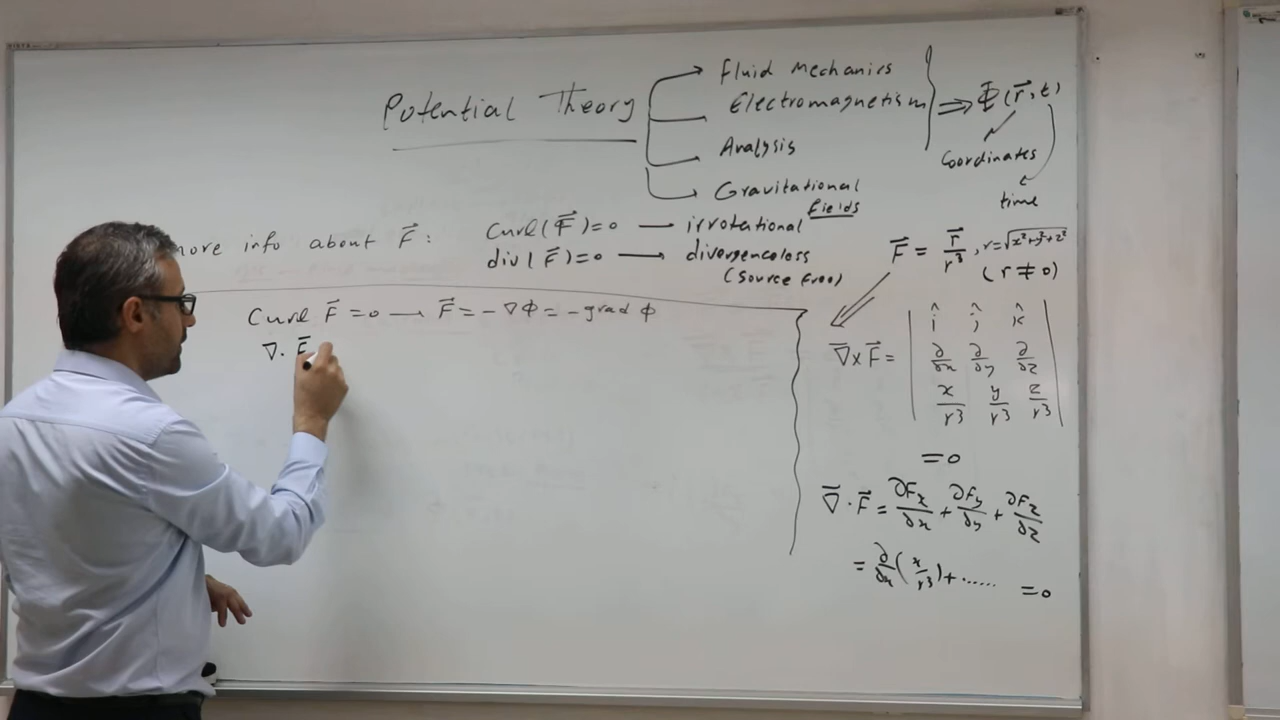 Potential Theory
Fluid Mechanics
Electromagnetism
Analysis
Gravitational
fields
⇒ Φ(r⃗, t)
Coordinates
time
more info about F⃗ :
Curl(F⃗)=0 — irrotational
div(F⃗)=0 → divergenceless
(Source free)
F⃗ = r⃗/r³ , r=√x²+y²+z²
(r ≠ 0)
Curl F⃗ =0 → F⃗ = -∇Φ = -grad Φ
∇. F
∇⃗xF⃗ = | î ĵ k̂ |
| ∂/∂x ∂/∂y ∂/∂z |
| x/r³ y/r³ z/r³ |
=0
∇⃗ · F⃗ = ∂Fx/∂x + ∂Fy/∂y + ∂Fz/∂z
= ∂/∂x (x/r³) + ...... =0